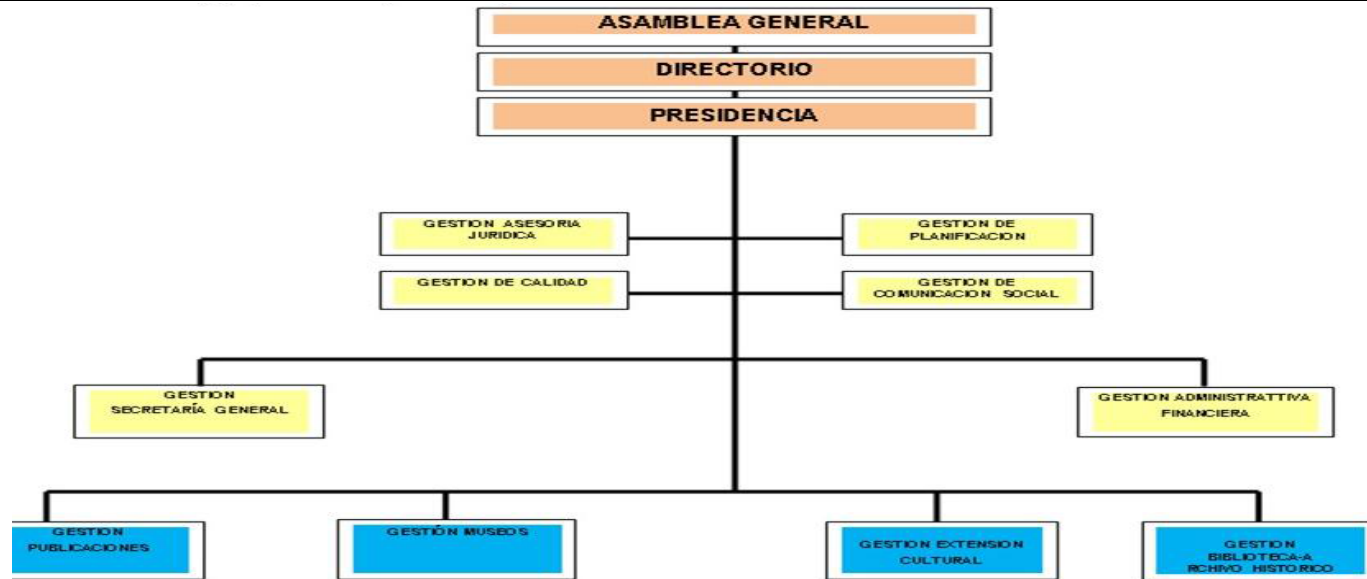 ASAMBLEA GENERAL
DIRECTORIO
PRESIDENCIA
GESTION ASESORIA
JURIDICA
GESTION DE
PLANIFICACION
GESTION DE CALIDAD
GESTION DE
COMUNICACION SOCIAL
GESTION
SECRETARÍA GENERAL
GESTION ADMINISTRATTIVA
FINANCIERA
GESTION
PUBLICACIONES
GESTIÓN MUSEOS
GESTION EXTENSION
CULTURAL
GESTION
BIBLIOTECA-A
RCHIVO HISTORICO